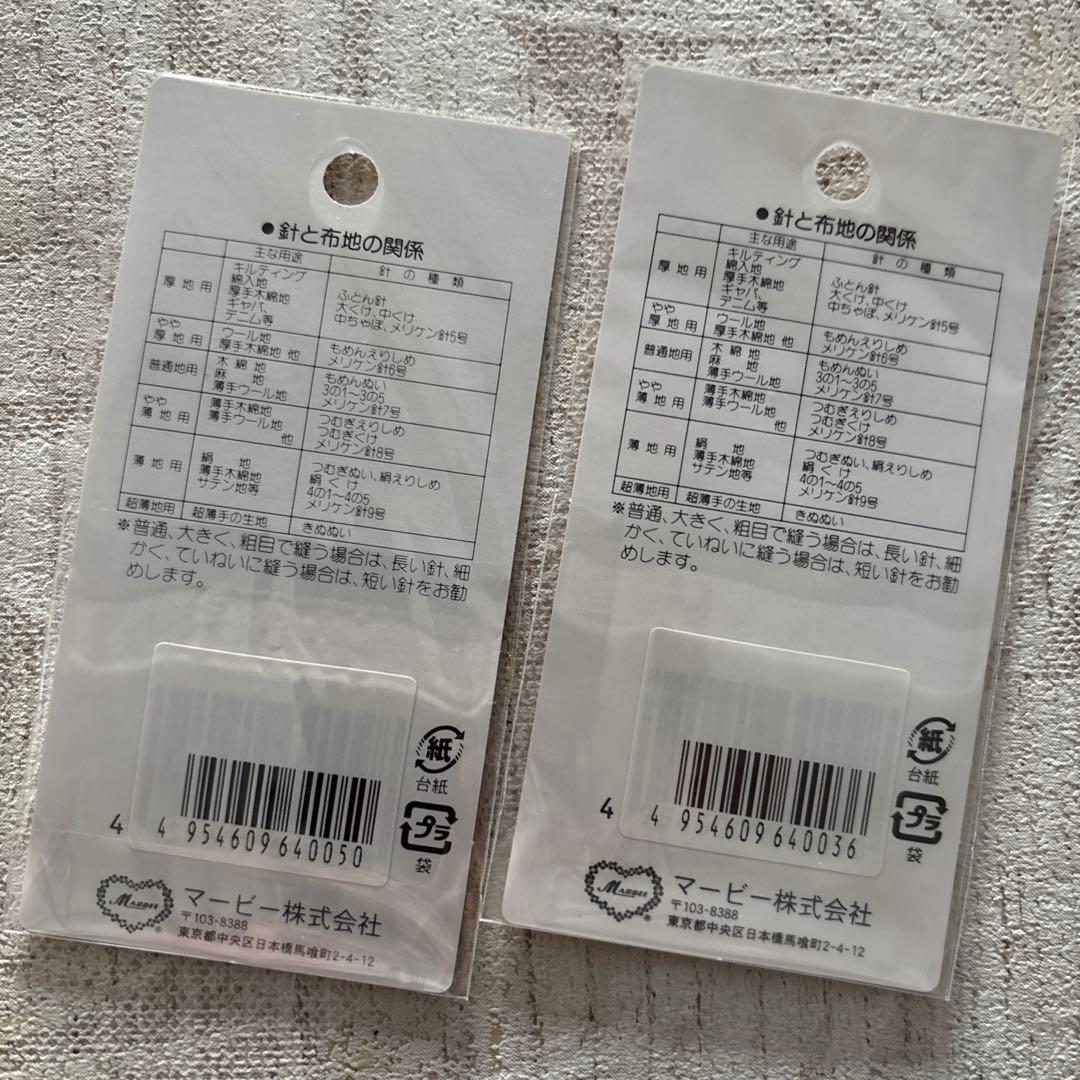 ●針と布地の関係
主な用途 針の種類
厚地用 キルティング
綿入地
厚手木綿地
ギャバ、
デニム等
ふとん針
大くけ、中くけ
中ちゃぼ、メリケン針5号
やや
厚地用 ウール地
厚手木綿地 他
もめんえりしめ
メリケン針6号
普通地用 木綿地
麻地
薄手ウール地
もめんぬい
3の1〜3の5
メリケン針7号
やや
薄地用 薄手木綿地
薄手ウール地
他
つむぎえりしめ
つむぎくけ
メリケン針8号
薄地用 絹地
薄手木綿地
サテン地等
つむぎぬい、絹えりしめ
絹くけ
4の1〜4の5
メリケン針9号
超薄地用 超薄手の生地 きぬぬい
※普通、大きく、粗目で縫う場合は、長い針、細
かく、ていねいに縫う場合は、短い針をお勧
めします。
4
4 954609 640050
紙
台紙
プラ
袋
MARBEE
マービー株式会社
〒103-8388
東京都中央区日本橋馬喰町2-4-12
●針と布地の関係
主な用途 針の種類
厚地用 キルティング
綿入地
厚手木綿地
ギャバ、
デニム等
ふとん針
大くけ、中くけ
中ちゃぼ、メリケン針5号
やや
厚地用 ウール地
厚手木綿地 他
もめんえりしめ
メリケン針6号
普通地用 木綿地
麻地
薄手ウール地
もめんぬい
3の1〜3の5
メリケン針7号
やや
薄地用 薄手木綿地
薄手ウール地
他
つむぎえりしめ
つむぎくけ
メリケン針8号
薄地用 絹地
薄手木綿地
サテン地等
つむぎぬい、絹えりしめ
絹くけ
4の1〜4の5
メリケン針9号
超薄地用 超薄手の生地 きぬぬい
※普通、大きく、粗目で縫う場合は、長い針、細
かく、ていねいに縫う場合は、短い針をお勧
めします。
4
4 954609 640036
紙
台紙
プラ
袋
MARBEE
マービー株式会社
〒103-8388
東京都中央区日本橋馬喰町2-4-12